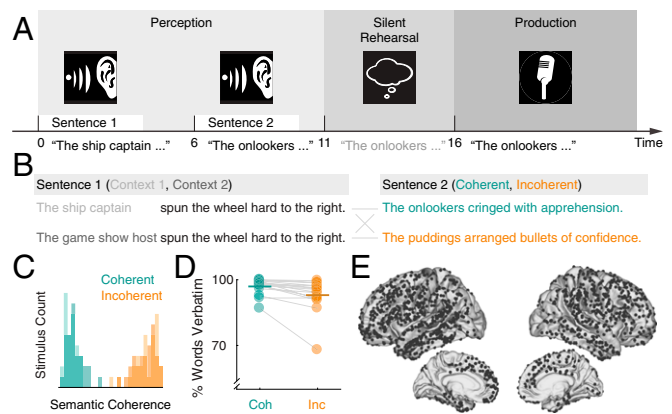 A
Perception
Silent
Rehearsal
Production
Sentence 1
Sentence 2
0
"The ship captain ..."
6
"The onlookers ..."
11
"The onlookers ..."
16
"The onlookers ..."
Time
B
Sentence 1 (Context 1, Context 2)
Sentence 2 (Coherent, Incoherent)
The ship captain spun the wheel hard to the right.
The onlookers cringed with apprehension.
The game show host spun the wheel hard to the right.
The puddings arranged bullets of confidence.
C
Coherent
Incoherent
Stimulus Count
Semantic Coherence
D
% Words Verbatim
100
70
Coh
Inc
E